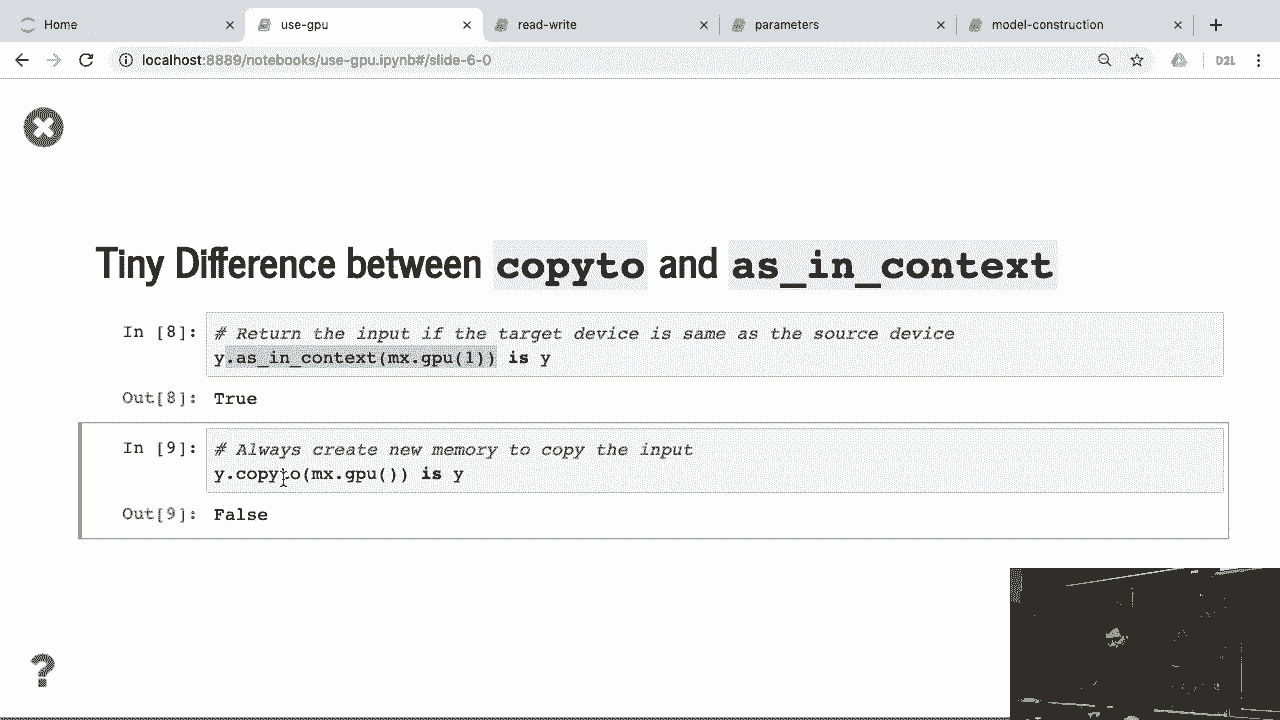 Home
use-gpu
read-write
parameters
model-construction
localhost:8889/notebooks/use-gpu.ipynb#/slide-6-0
D2L
Tiny Difference between copyto and as_in_context
In [8]: # Return the input if the target device is same as the source device
y.as_in_context(mx.gpu(1)) is y
Out[8]: True
In [9]: # Always create new memory to copy the input
y.copyto(mx.gpu()) is y
Out[9]: False
?